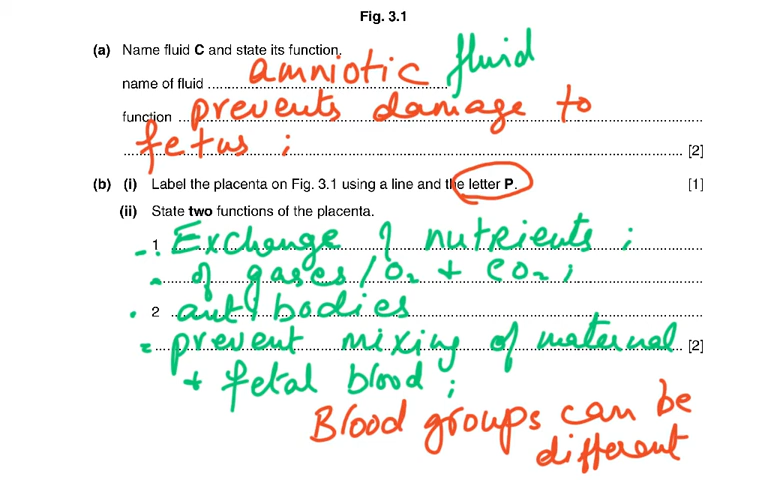 Fig. 3.1
(a) Name fluid C and state its function.
amniotic fluid
name of fluid
function prevents damage to
fetus ; [2]
(b) (i) Label the placenta on Fig. 3.1 using a line and the letter P. [1]
(ii) State two functions of the placenta.
1 Exchange of nutrients ;
of gases / O2 + CO2 ;
2 antibodies
prevent mixing of maternal [2]
+ fetal blood ;
Blood groups can be
different